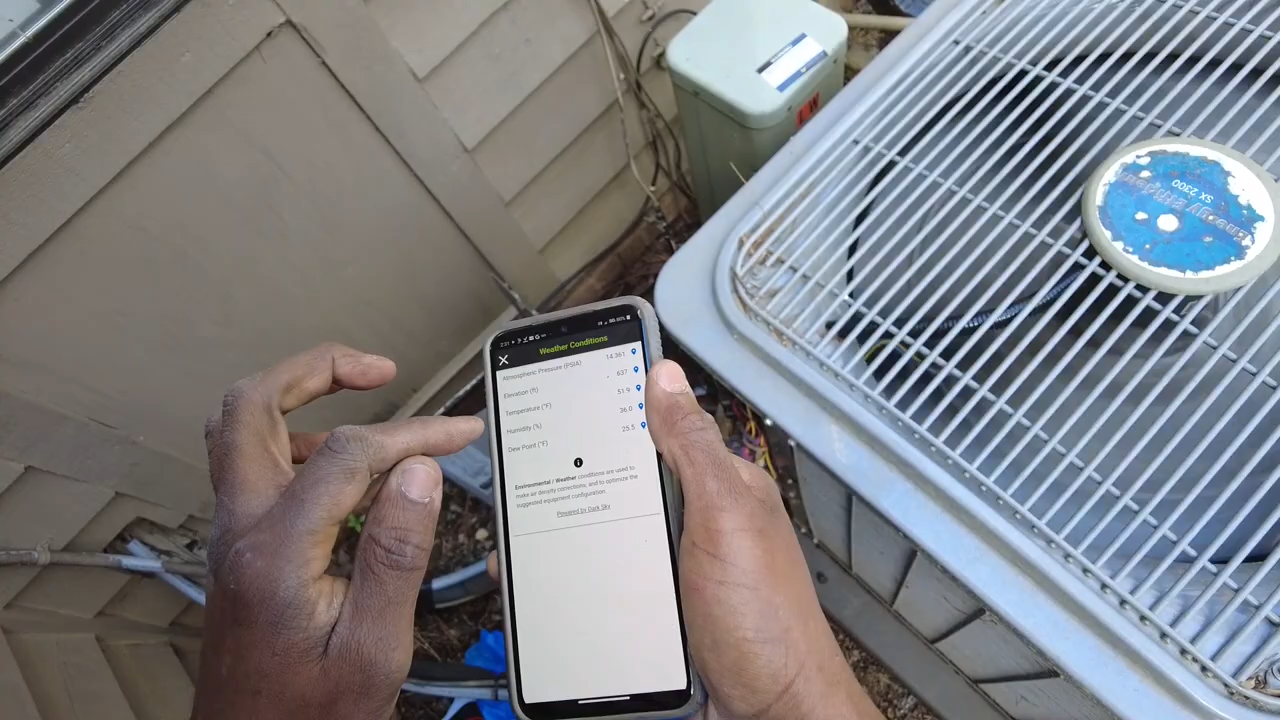 2:51
Weather Conditions
Atmospheric Pressure (PSIA) 14.361
Elevation (ft) 637
Temperature (°F) 51.9
Humidity (%) 36.0
Dew Point (°F) 25.5
Environmental / Weather conditions are used to
make air density corrections, and to optimize the
suggested equipment configuration.
Powered by Dark Sky
SX 2300